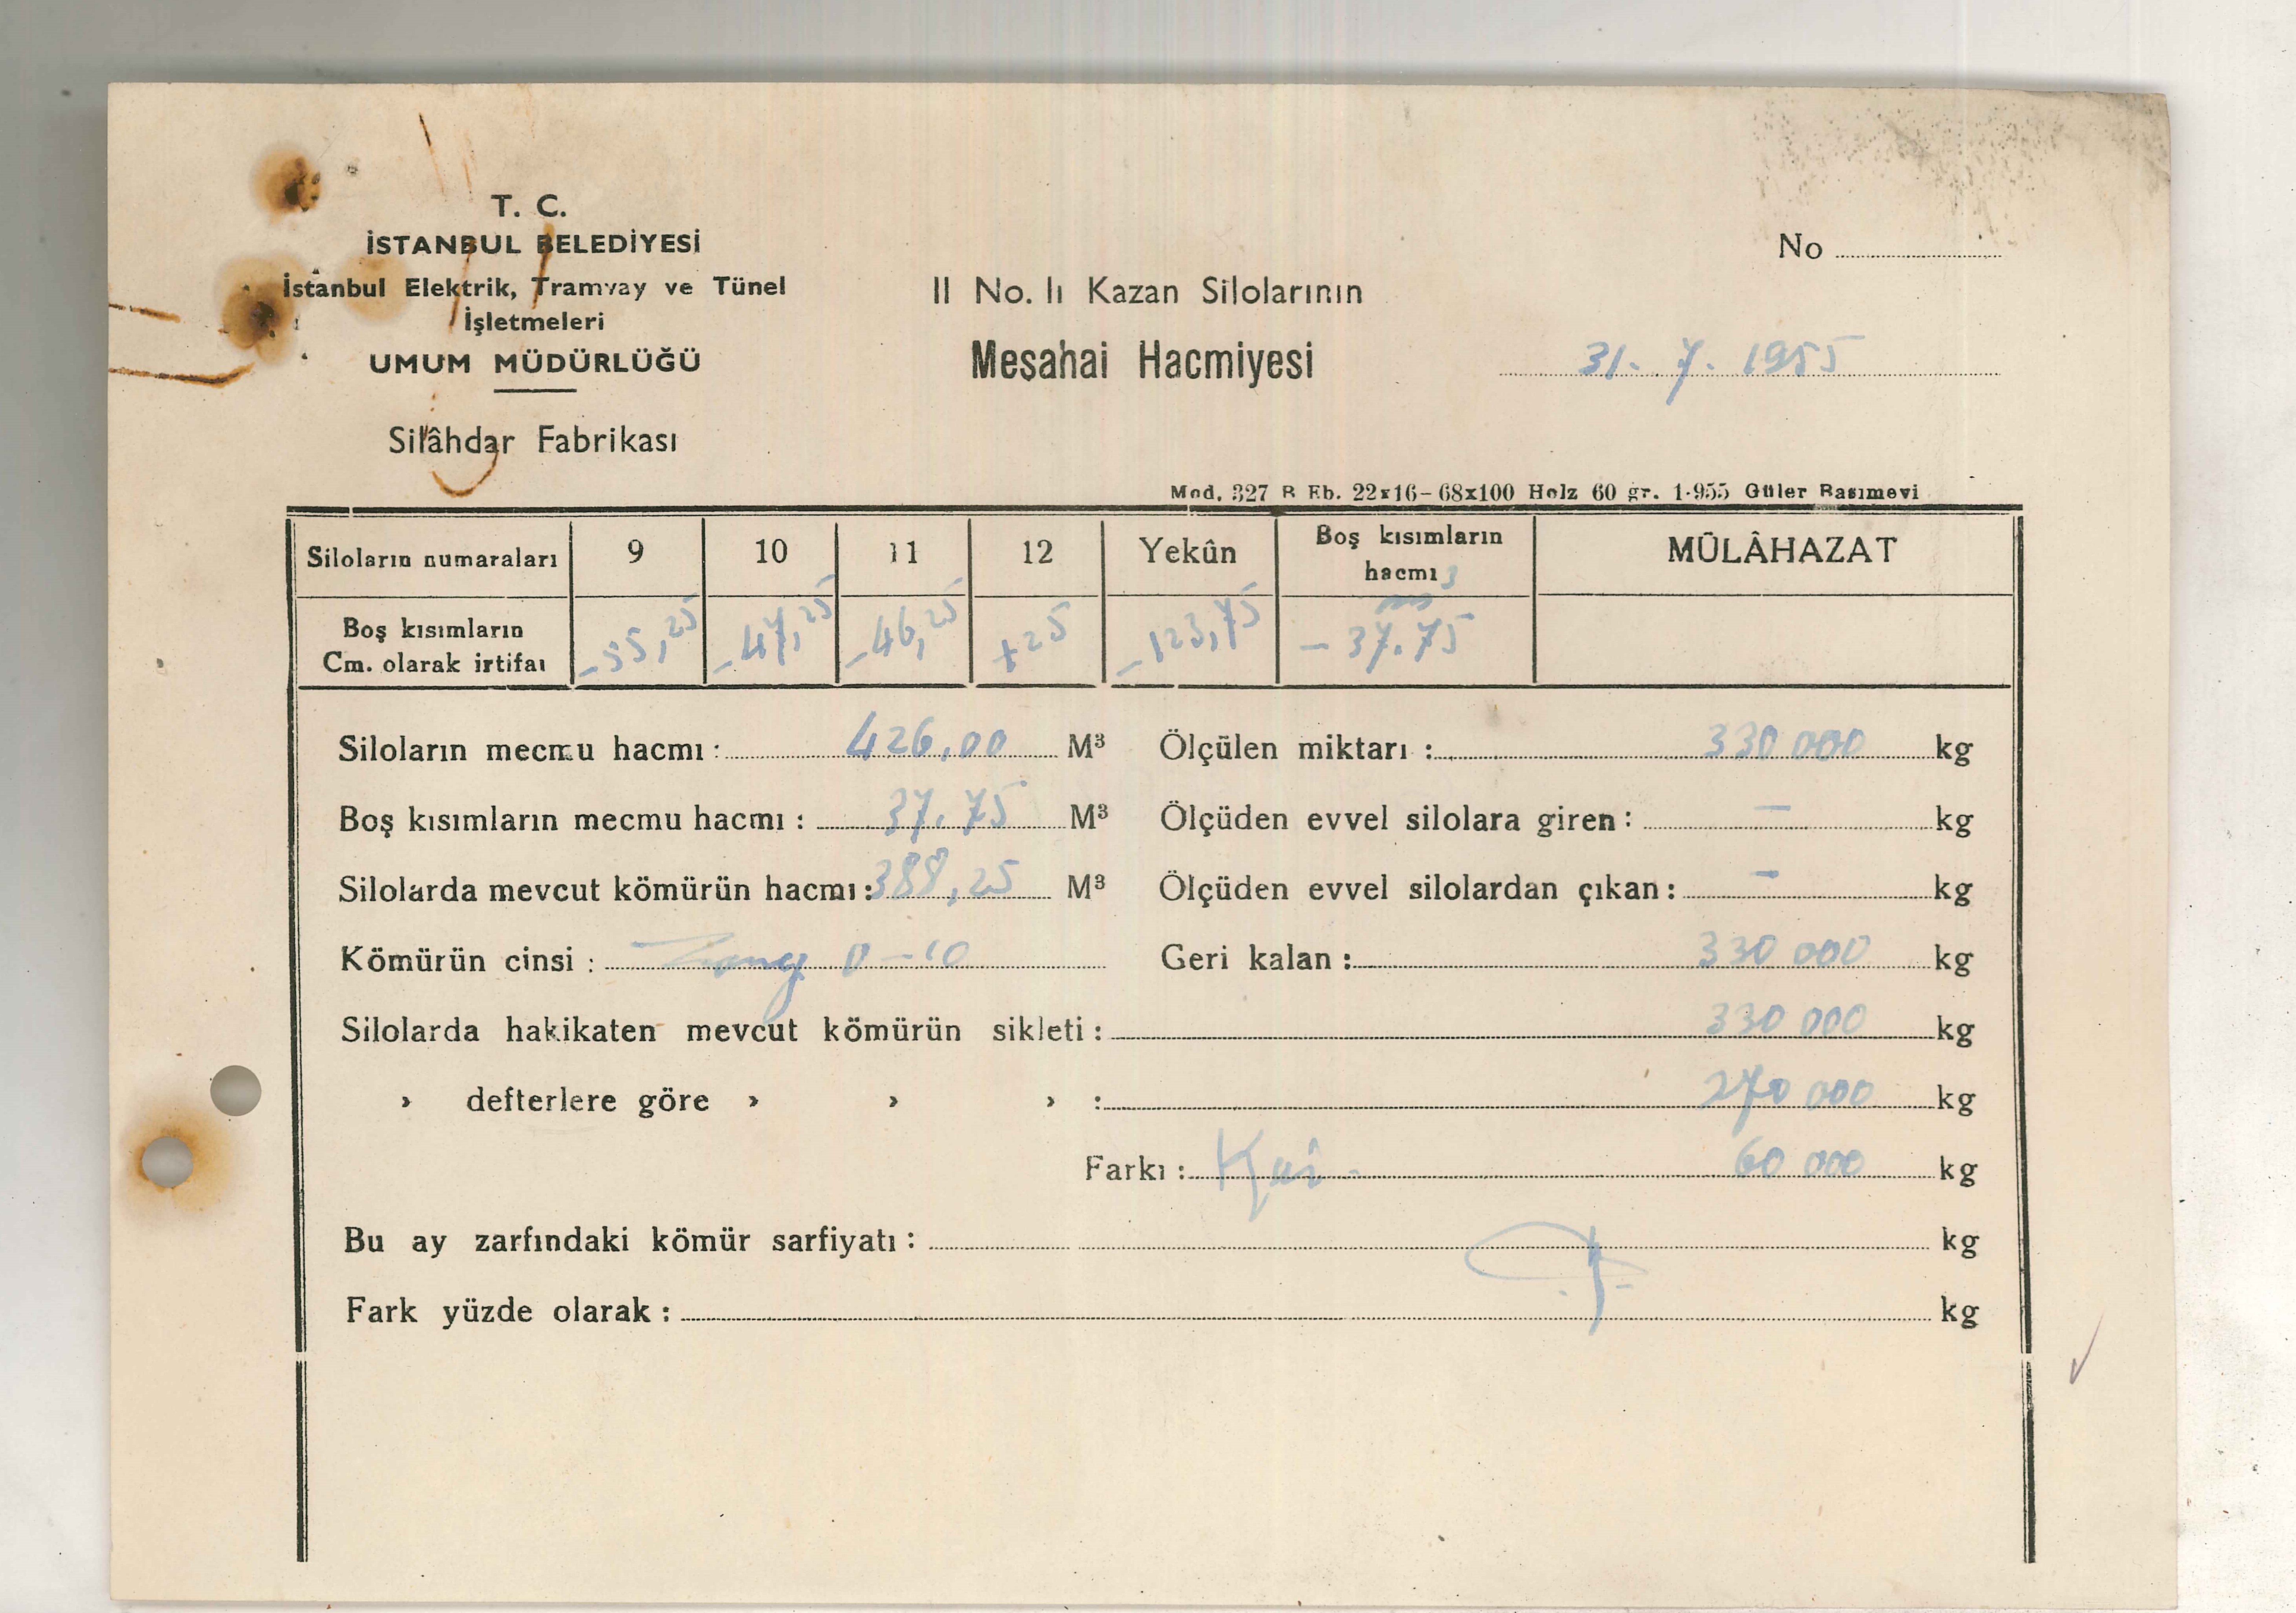 T. C.
İSTANBUL BELEDİYESİ
İstanbul Elektrik, Tramvay ve Tünel
İşletmeleri
UMUM MÜDÜRLÜĞÜ
Silâhdar Fabrikası
II No. lı Kazan Silolarının
Mesahai Hacmiyesi
No
31. 7. 1955
Mod. 327 B Eb. 22x16-68x100 Holz 60 gr. 1-955 Güler Basımevi
Siloların numaraları 9 10 11 12 Yekûn Boş kısımların hacmı MÜLÂHAZAT
m3
Boş kısımların Cm. olarak irtifaı -55,25 -47,25 -46,25 +25 -123,75 -37.75
Siloların mecmu hacmı : 426,00 M³
Boş kısımların mecmu hacmı : 37.75 M³
Silolarda mevcut kömürün hacmı : 388,25 M³
Kömürün cinsi : Zong 0-10
Ölçülen miktarı : 330 000 kg
Ölçüden evvel silolara giren : — kg
Ölçüden evvel silolardan çıkan : — kg
Geri kalan : 330 000 kg
Silolarda hakikaten mevcut kömürün sikleti : 330 000 kg
» defterlere göre » » » : 270 000 kg
Farkı : 60 000 kg
Bu ay zarfındaki kömür sarfiyatı : kg
Fark yüzde olarak : kg